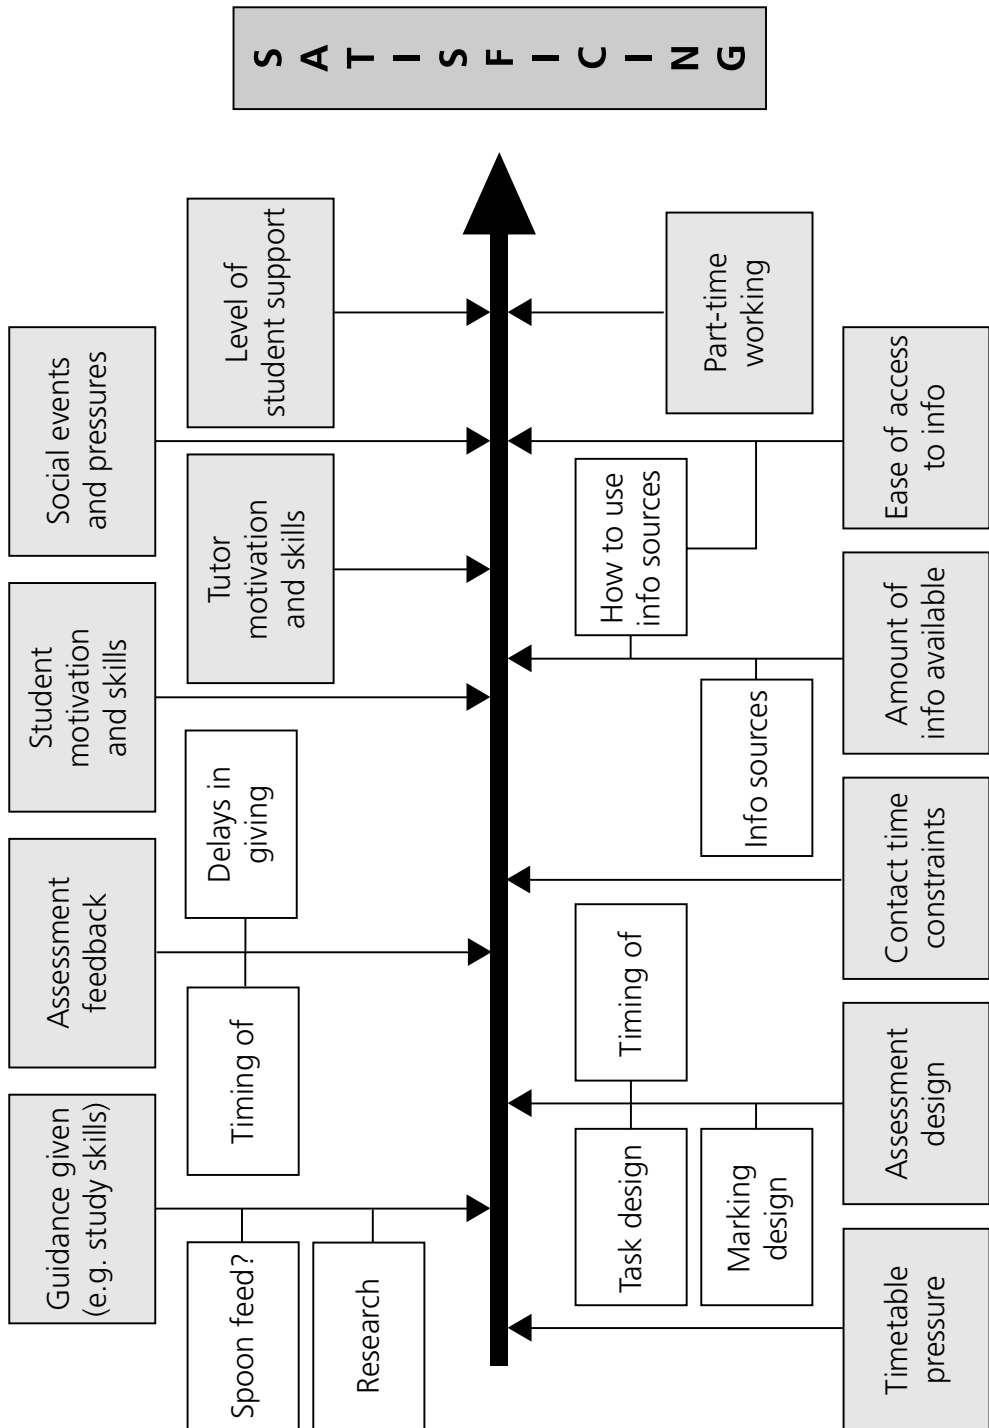 SATISFICING
Guidance given
(e.g. study skills)
Assessment
feedback
Student
motivation
and skills
Social events
and pressures
Spoon feed?
Research
Timing of
Delays in
giving
Tutor
motivation
and skills
Level of
student support
Task design
Timing of
Marking
design
Info sources
How to use
info sources
Part-time
working
Timetable
pressure
Assessment
design
Contact time
constraints
Amount of
info available
Ease of access
to info